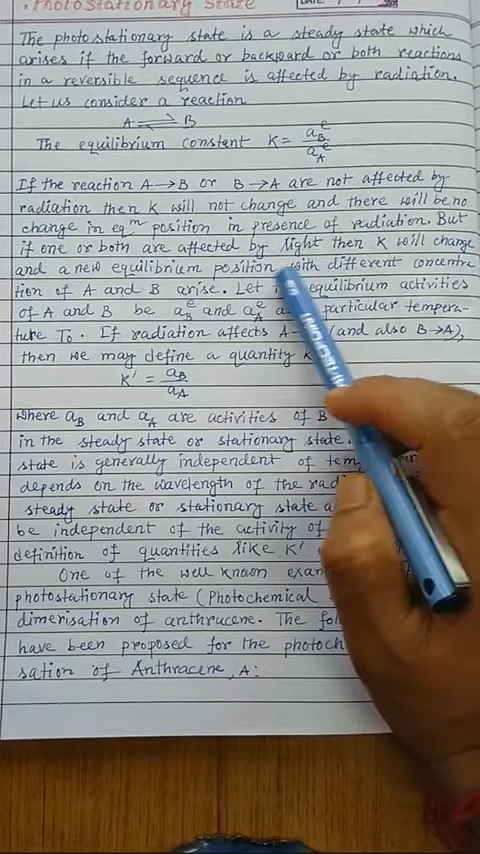 Photostationary State
DATE: / /
The photostationary state is a steady state which
arises if the forward or backward or both reactions
in a reversible sequence is affected by radiation.
Let us consider a reaction
A ⇌ B
The equilibrium constant K = a_B^e / a_A^e
If the reaction A → B or B → A are not affected by
radiation then K will not change and there will be no
change in eq^m position in presence of radiation. But
if one or both are affected by light then K will change
and a new equilibrium position with different concentra
tion of A and B arise. Let equilibrium activities
of A and B be a_B^e and a_A^e particular tempera-
ture T₀. If radiation affects A- (and also B→A),
then we may define a quantity K
K' = a_B / a_A
where a_B and a_A are activities of B
in the steady state or stationary state.
state is generally independent of
depends on the wavelength of the
steady state or stationary state
be independent of the activity of
definition of quantities like K'
One of the well known
photostationary state (Photochemical
dimerisation of anthracene. The
have been proposed for the
sation of Anthracene, A: